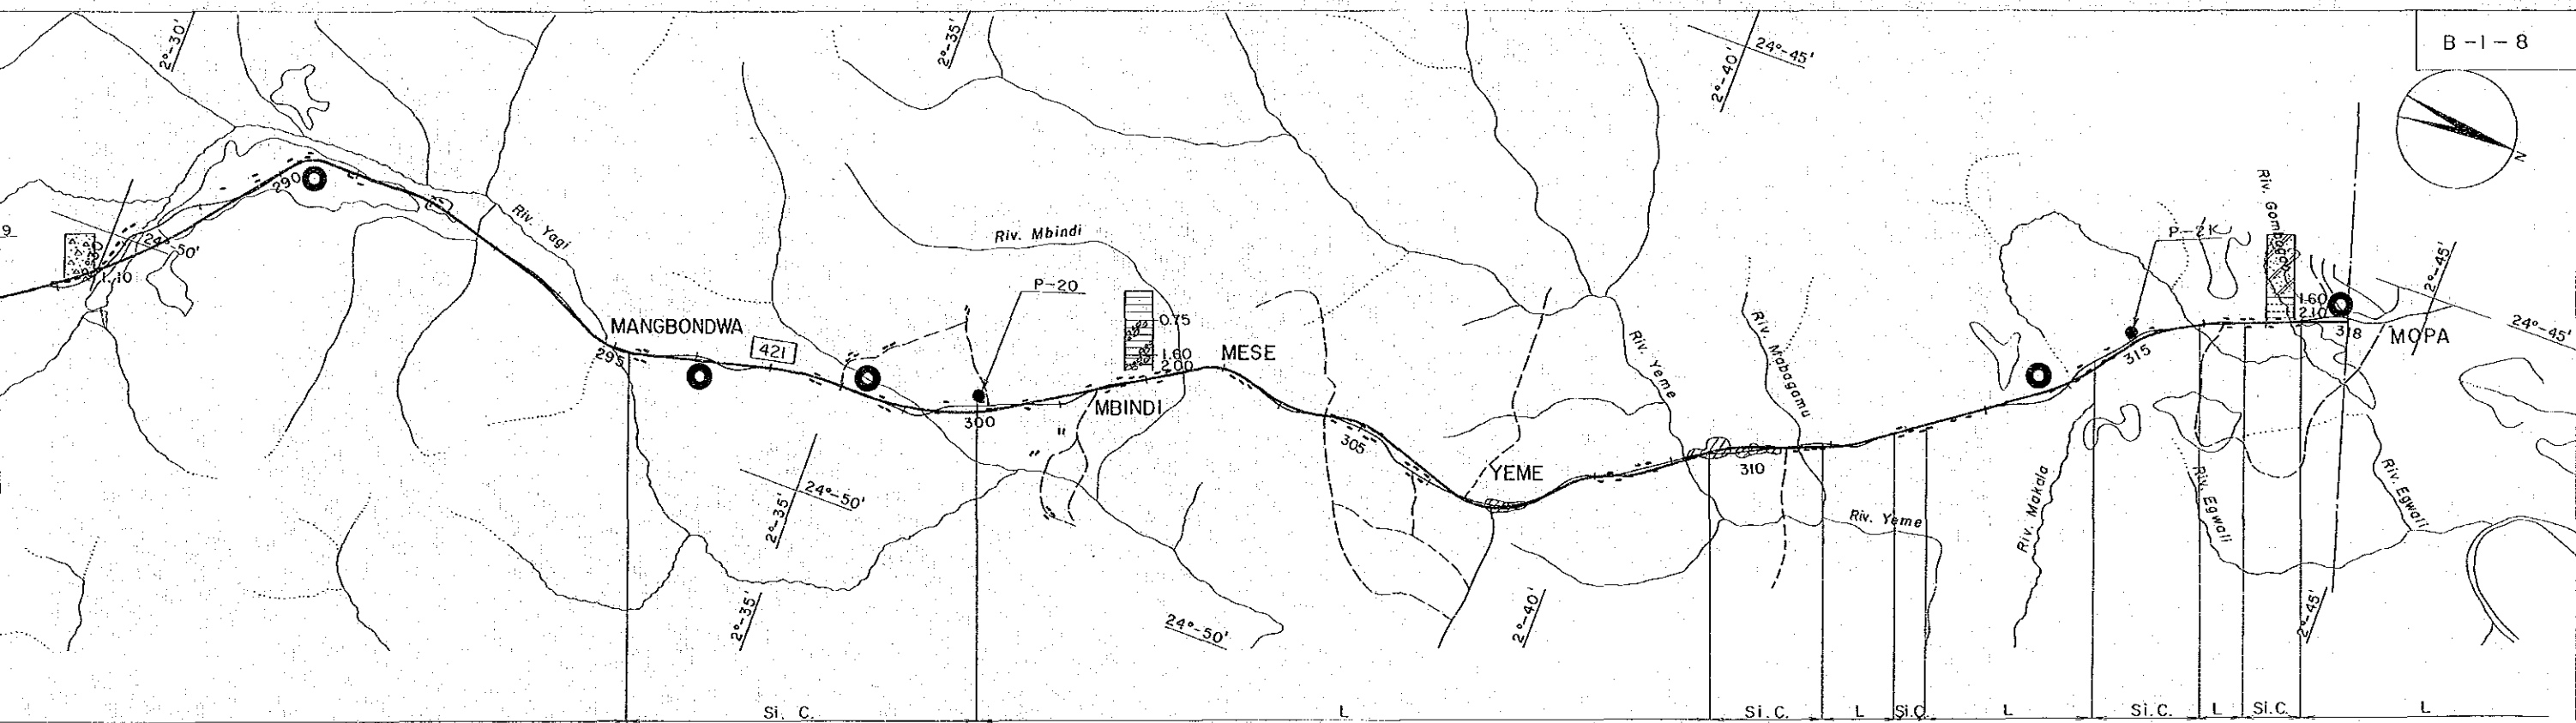 B-1-8
2°-30'
2°-35'
2°-40'
24°-45'
N
290
9
24°-50'
1.10
Riv. Yagi
Riv. Mbindi
P-20
0.75
1.60
2.00
MANGBONDWA
421
295
MESE
MBINDI
300
"
"
305
YEME
Riv. Yeme
Riv. Mabagamu
310
Riv. Yeme
P-2K
1.60
2.10
318
MOPA
2°-45'
24°-45'
315
Riv. Makala
Riv. Egwali
Riv. Egwali
24°-50'
2°-35'
2°-35'
24°-50'
2°-40'
2°-45'
Si. C.
L
Si.C.
L
Si.C
L
Si.C.
L
Si.C.
L